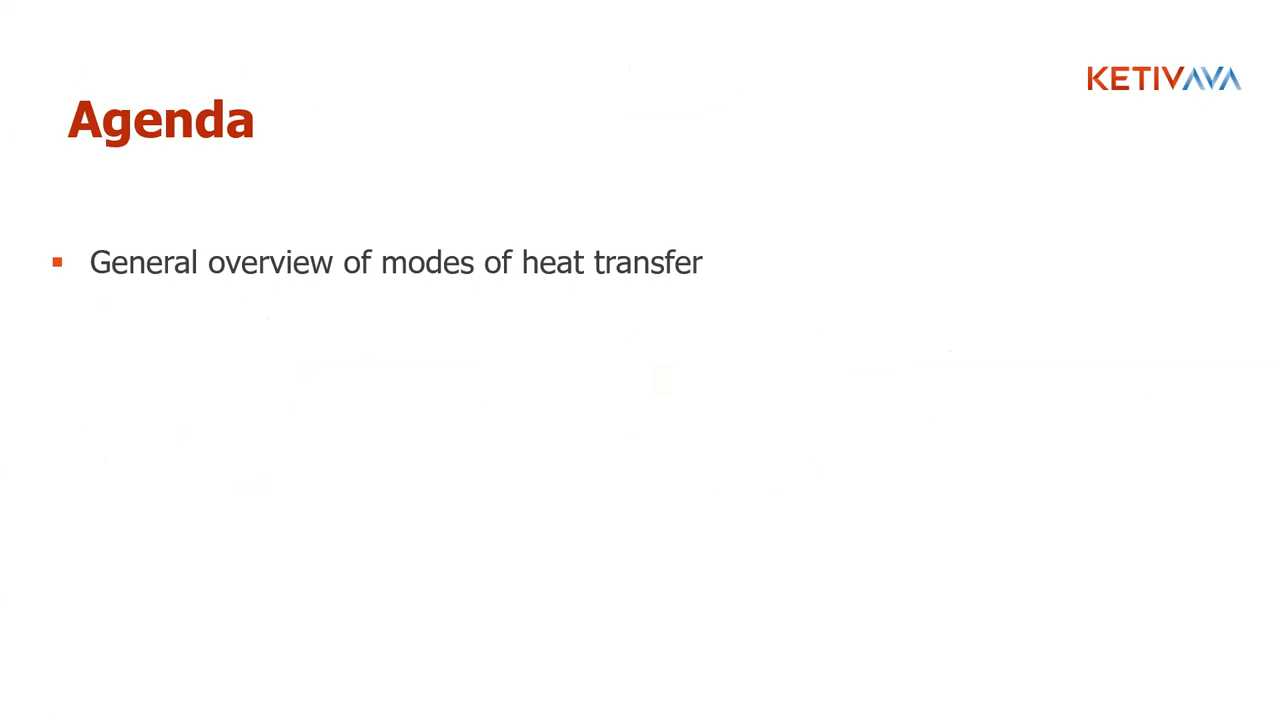 KETIVAVA
Agenda
General overview of modes of heat transfer